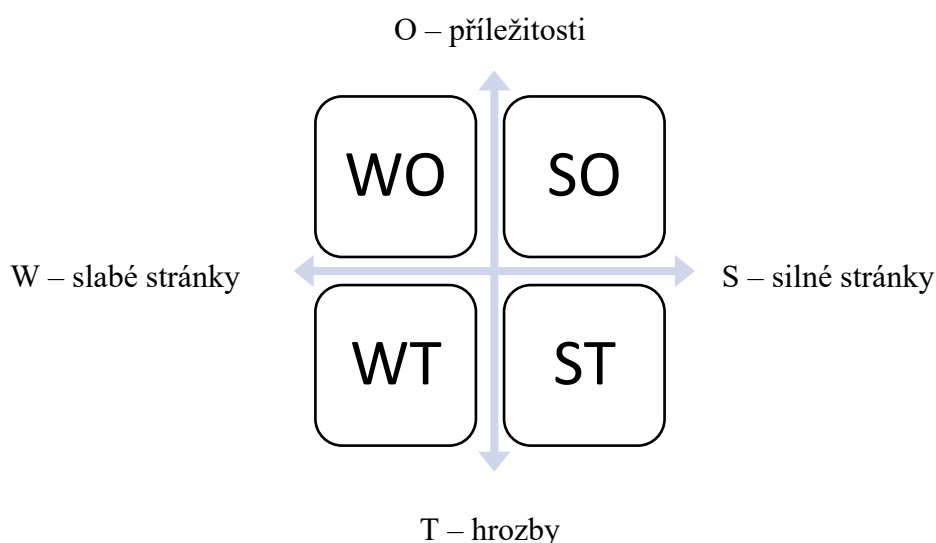 O – příležitosti
WO
SO
W – slabé stránky
S – silné stránky
WT
ST
T – hrozby